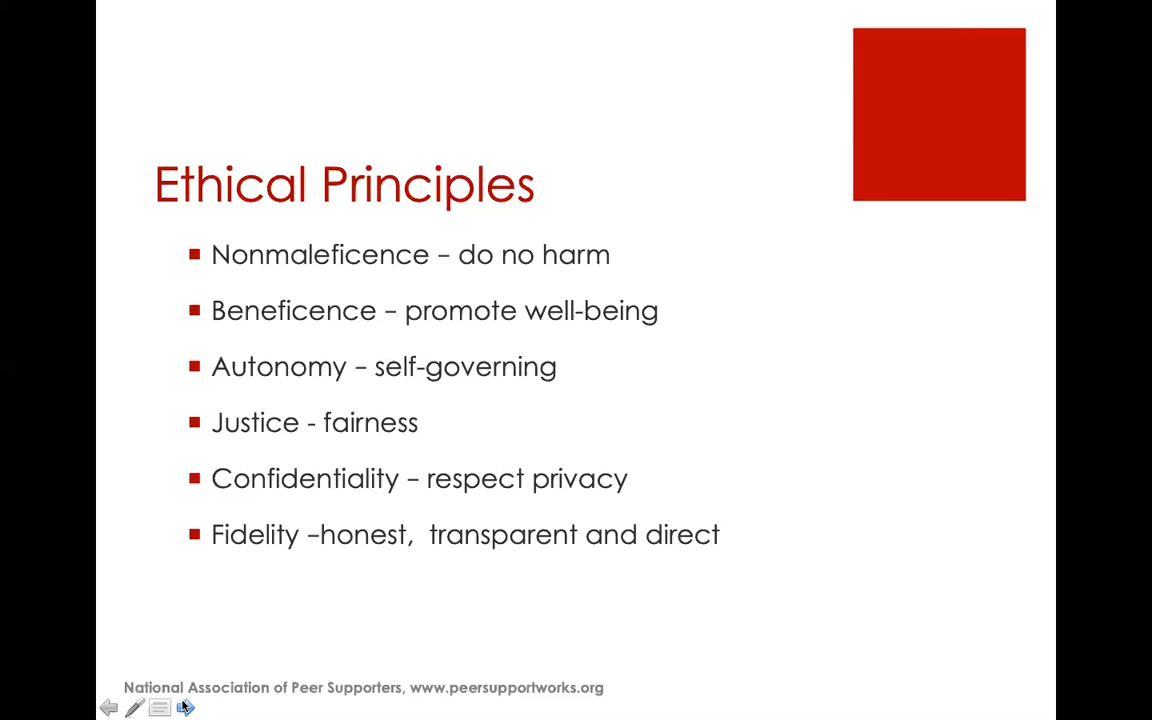 Ethical Principles
Nonmaleficence – do no harm
Beneficence – promote well-being
Autonomy – self-governing
Justice - fairness
Confidentiality – respect privacy
Fidelity –honest,  transparent and direct
National Association of Peer Supporters, www.peersupportworks.org